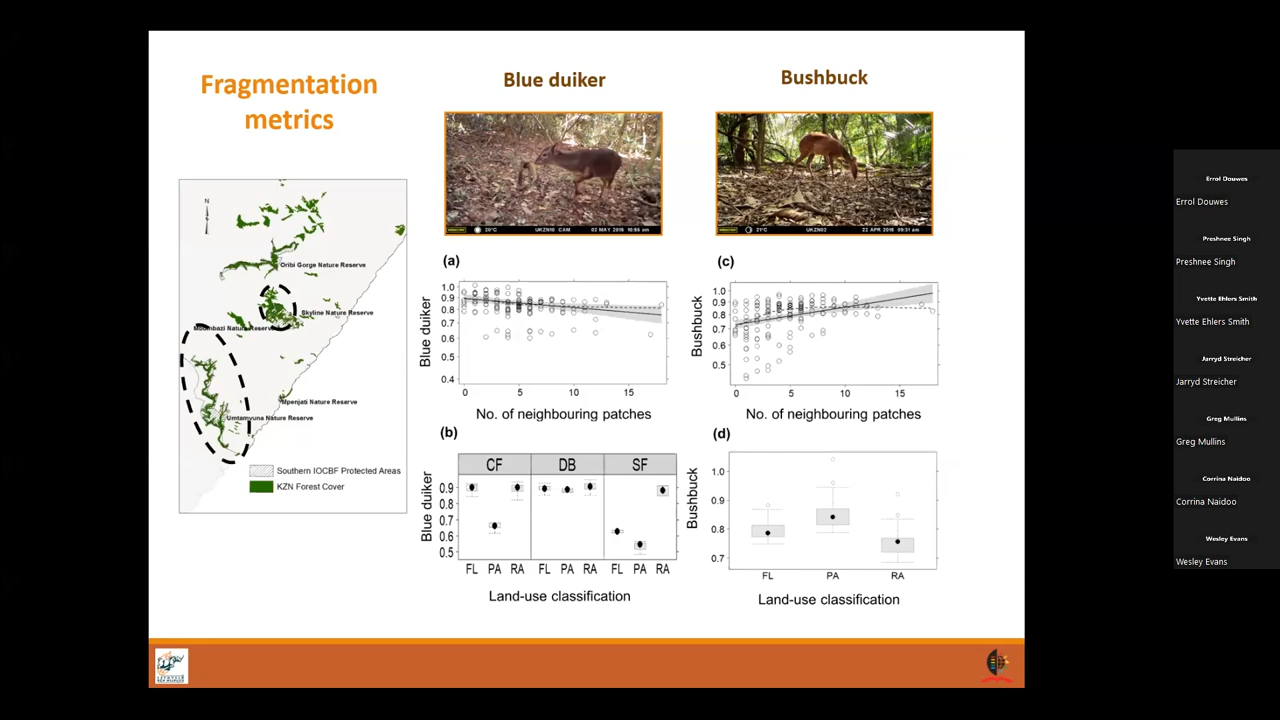 Fragmentation
metrics
Blue duiker
Bushbuck
20°C UKZN10 CAM 02 MAY 2016 10:55 am
21°C UKZN02 22 APR 2016 09:31 am
N
Oribi Gorge Nature Reserve
Skyline Nature Reserve
Mbumbazi Nature Reserve
Mpenjati Nature Reserve
Umtamvuna Nature Reserve
Southern IOCBF Protected Areas
KZN Forest Cover
(a)
Blue duiker
1.0
0.9
0.8
0.7
0.6
0.5
0.4
0 5 10 15
No. of neighbouring patches
(c)
Bushbuck
1.0
0.9
0.8
0.7
0.6
0.5
0 5 10 15
No. of neighbouring patches
(b)
Blue duiker
CF DB SF
0.9
0.8
0.7
0.6
0.5
FL PA RA FL PA RA FL PA RA
Land-use classification
(d)
Bushbuck
1.0
0.9
0.8
0.7
FL PA RA
Land-use classification
Errol Douwes
Errol Douwes
Preshnee Singh
Preshnee Singh
Yvette Ehlers Smith
Yvette Ehlers Smith
Jarryd Streicher
Jarryd Streicher
Greg Mullins
Greg Mullins
Corrina Naidoo
Corrina Naidoo
Wesley Evans
Wesley Evans